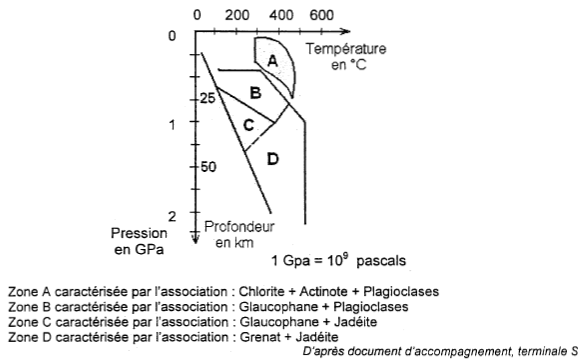 0 200 400 600
0
Température
en °C
A
B
25
1
C
D
50
2
Profondeur
en km
Pression
en GPa
1 Gpa = 10⁹ pascals
Zone A caractérisée par l'association : Chlorite + Actinote + Plagioclases
Zone B caractérisée par l'association : Glaucophane + Plagioclases
Zone C caractérisée par l'association : Glaucophane + Jadéite
Zone D caractérisée par l'association : Grenat + Jadéite
D'après document d'accompagnement, terminale S